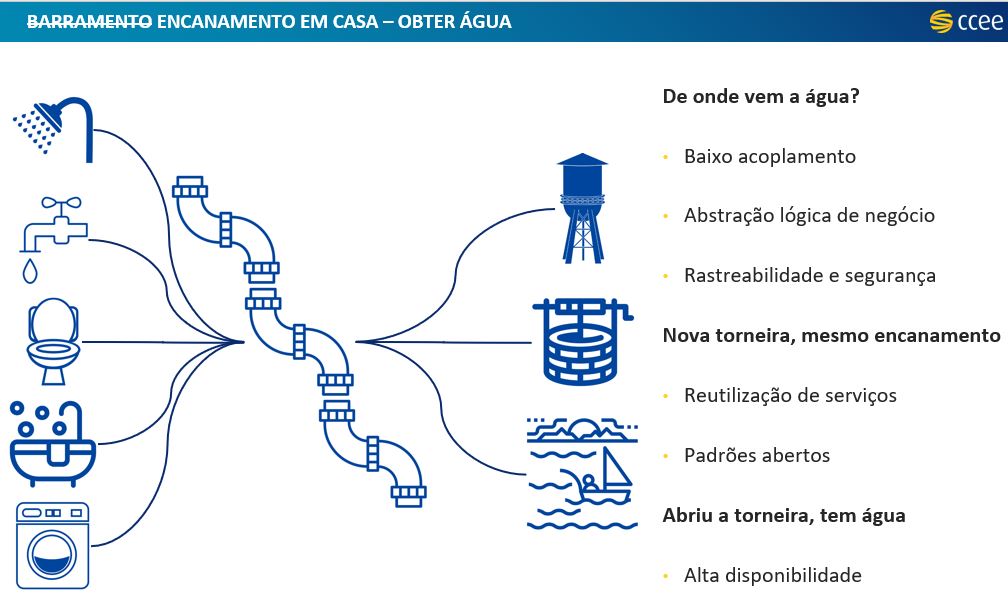 BARRAMENTO ENCANAMENTO EM CASA – OBTER ÁGUA
ccee
De onde vem a água?
• Baixo acoplamento
• Abstração lógica de negócio
• Rastreabilidade e segurança
Nova torneira, mesmo encanamento
• Reutilização de serviços
• Padrões abertos
Abriu a torneira, tem água
• Alta disponibilidade